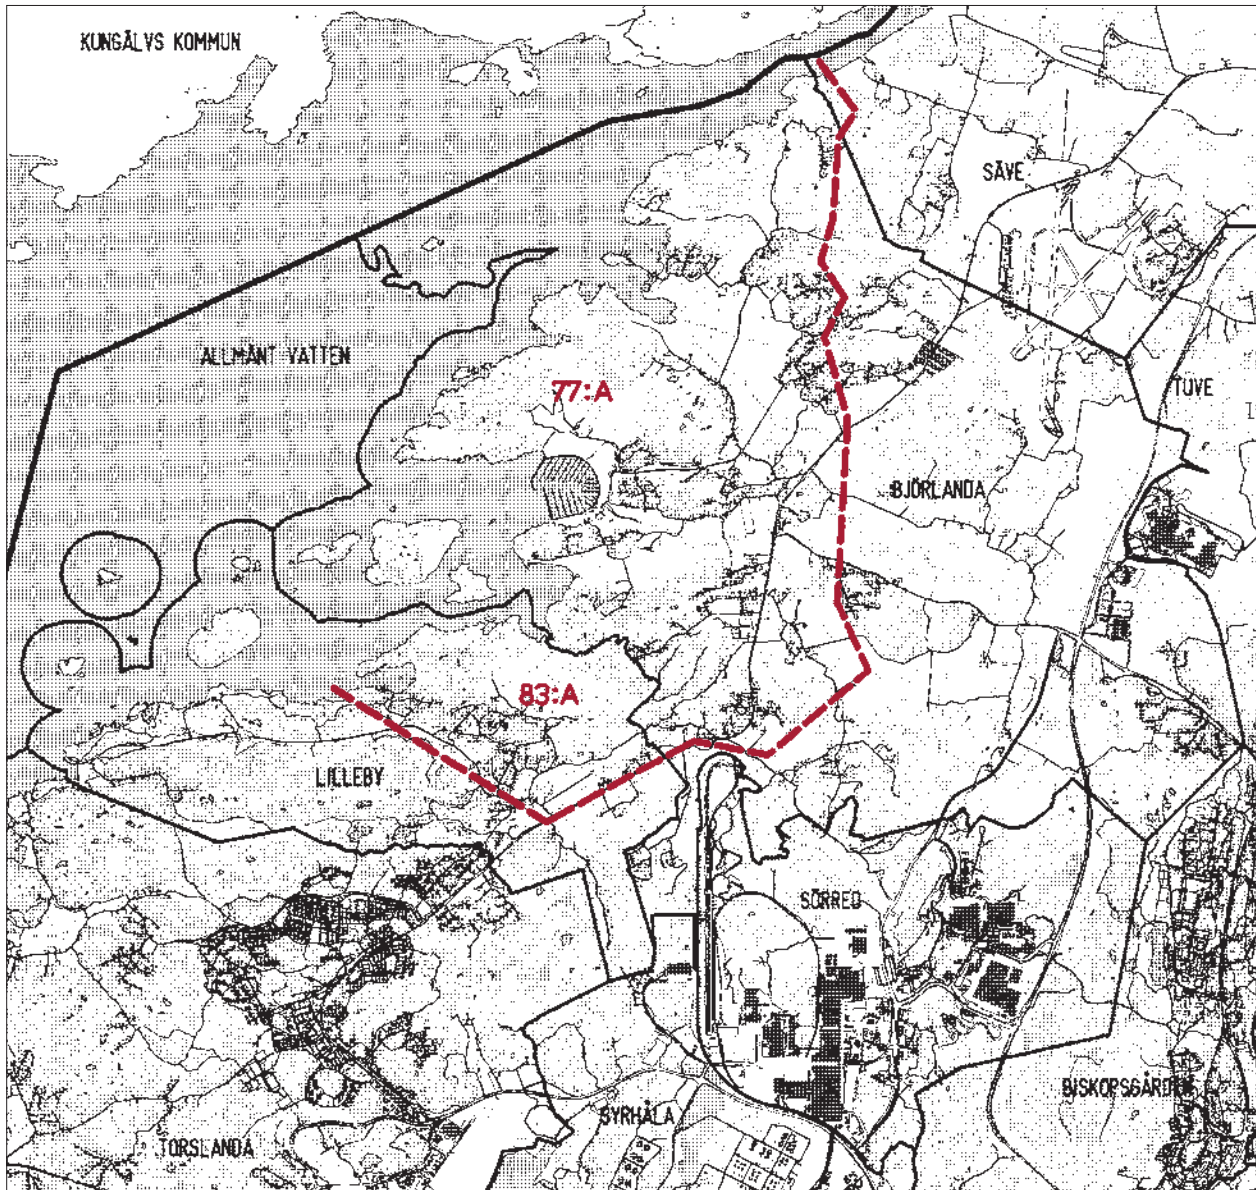 KUNGÄLVS KOMMUN
SÄVE
ALLMÄNT VATTEN
77:A
TUVE
BJÖRLANDA
83:A
LILLEBY
SÖRRED
BISKOPSGÅRDEN
SYRHÅLA
TORSLANDA